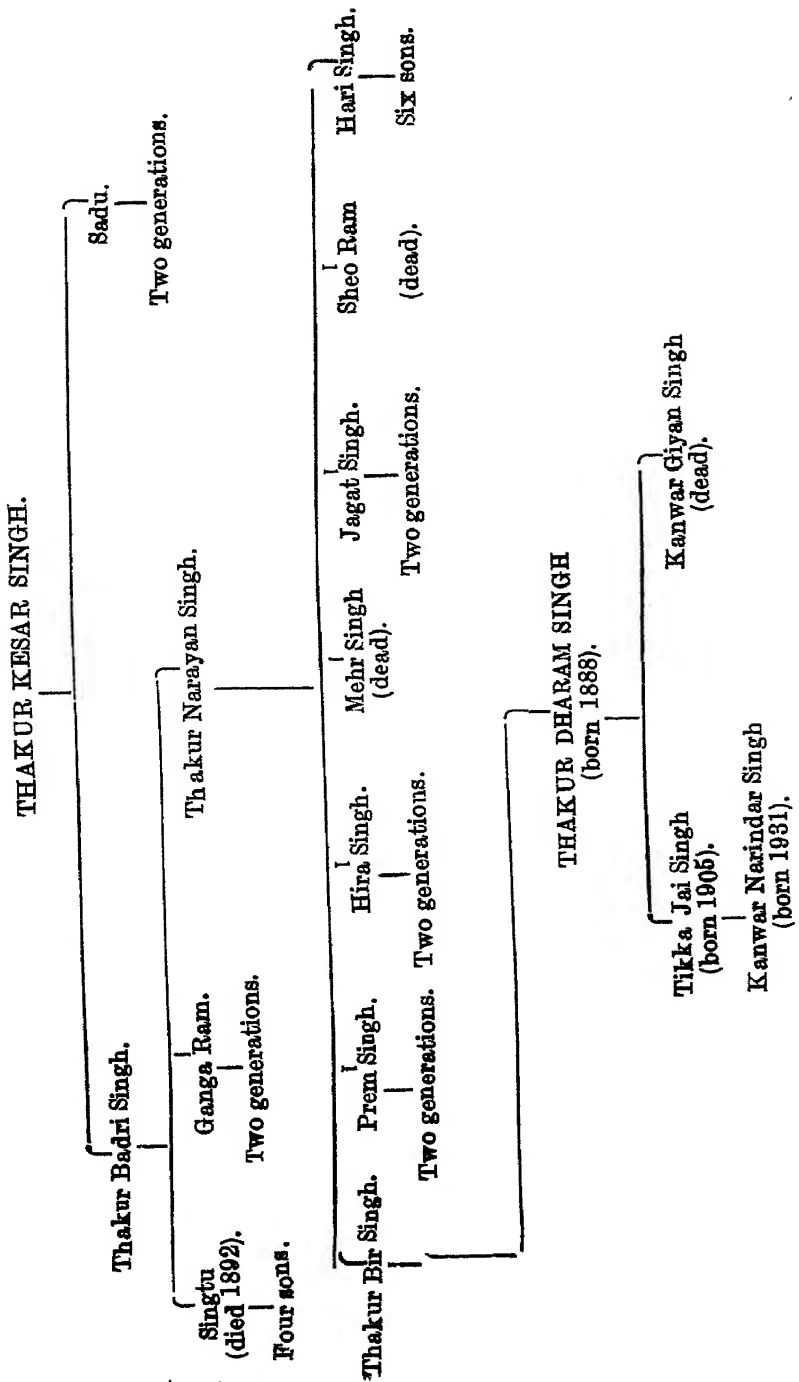 THAKUR KESAR SINGH.
Thakur Badri Singh.
Sadu.
Two generations.
Singtu
(died 1892).
Four sons.
Ganga Ram.
Two generations.
Thakur Narayan Singh.
Thakur Bir Singh.
Prem Singh.
Two generations.
Hira Singh.
Two generations.
Mehr Singh
(dead).
Jagat Singh.
Two generations.
Sheo Ram
(dead).
Hari Singh.
Six sons.
THAKUR DHARAM SINGH
(born 1888).
Tikka Jai Singh
(born 1905).
Kanwar Narindar Singh
(born 1931).
Kanwar Giyan Singh
(dead).